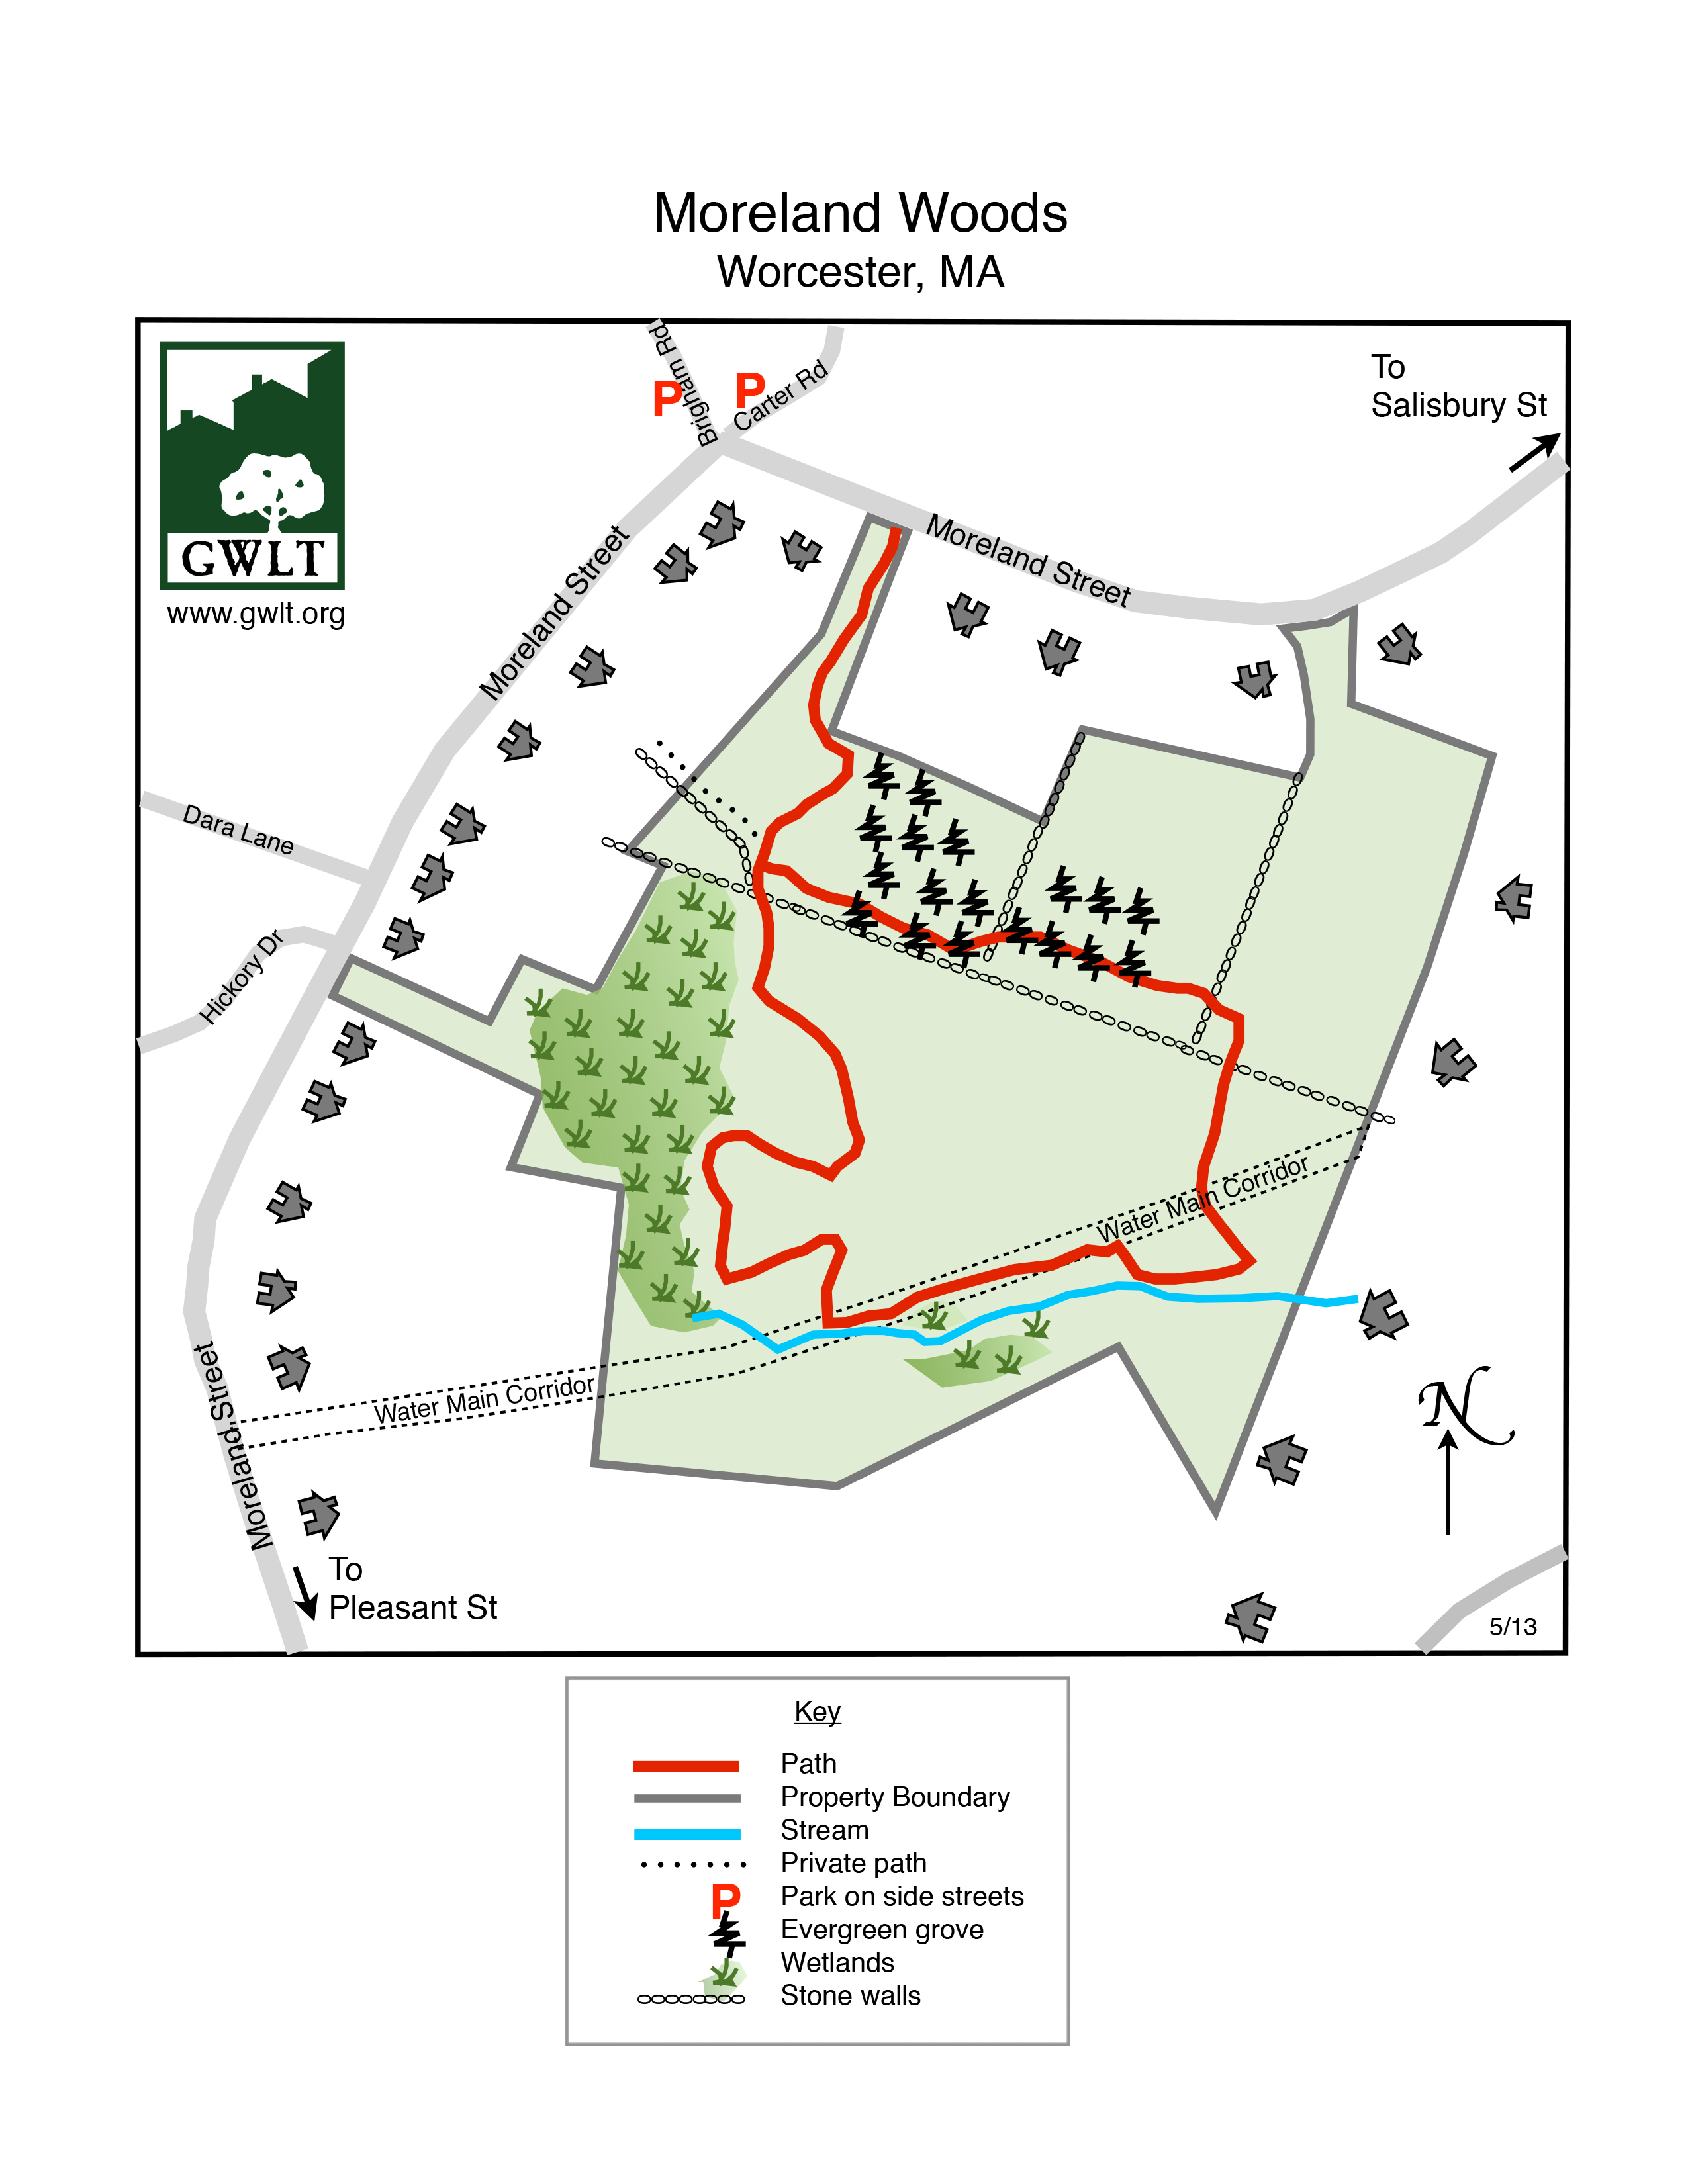 Moreland Woods
Worcester, MA
Brigham Rd
P
P
Carter Rd
To
Salisbury St
GWLT
www.gwlt.org
Moreland Street
Moreland Street
Dara Lane
Hickory Dr
Water Main Corridor
Water Main Corridor
Moreland Street
N
To
Pleasant St
5/13
Key
Path
Property Boundary
Stream
Private path
P Park on side streets
Evergreen grove
Wetlands
Stone walls